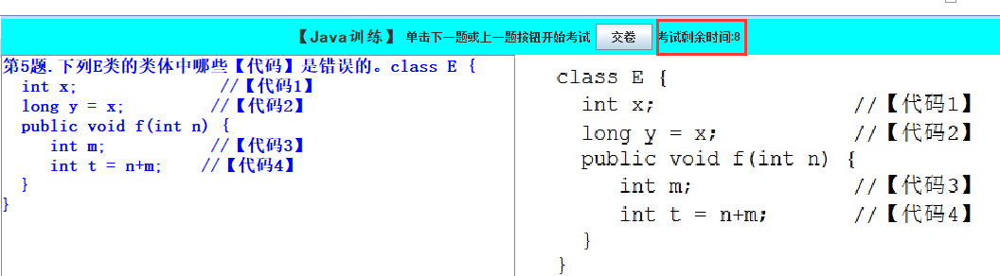 【Java训练】 单击下一题或上一题按钮开始考试 交卷 考试剩余时间:8
第5题.下列E类的类体中哪些【代码】是错误的。class E {
int x; //【代码1】
long y = x; //【代码2】
public void f(int n) {
int m; //【代码3】
int t = n+m; //【代码4】
}
}
class E {
int x; //【代码1】
long y = x; //【代码2】
public void f(int n) {
int m; //【代码3】
int t = n+m; //【代码4】
}
}